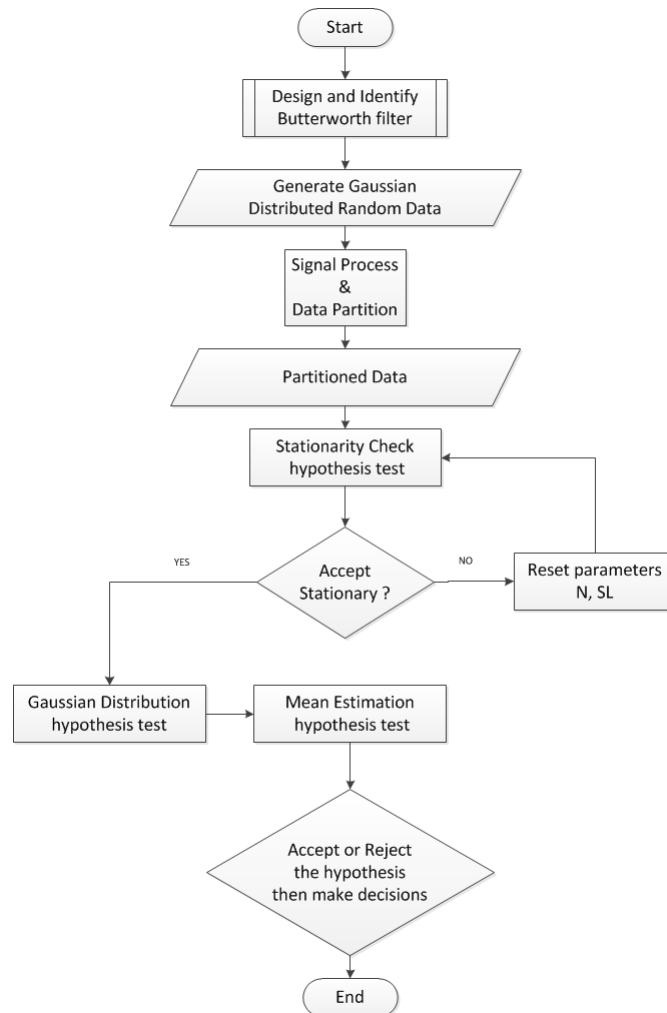 Start
Design and Identify
Butterworth filter
Generate Gaussian
Distributed Random Data
Signal Process
&
Data Partition
Partitioned Data
Stationarity Check
hypothesis test
YES
Accept
Stationary ?
NO
Reset parameters
N, SL
Gaussian Distribution
hypothesis test
Mean Estimation
hypothesis test
Accept or Reject
the hypothesis
then make decisions
End